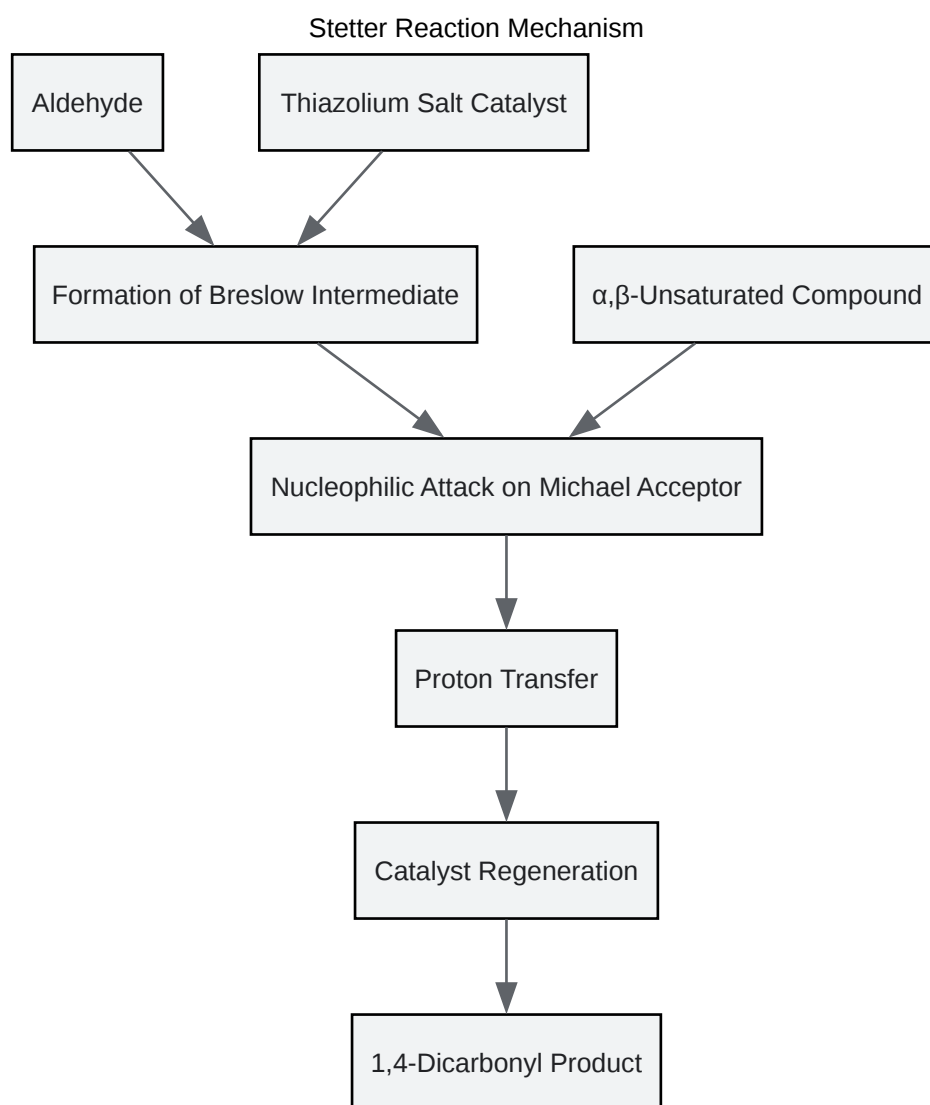 Stetter Reaction Mechanism
Aldehyde
Thiazolium Salt Catalyst
Formation of Breslow Intermediate
α,β-Unsaturated Compound
Nucleophilic Attack on Michael Acceptor
Proton Transfer
Catalyst Regeneration
1,4-Dicarbonyl Product